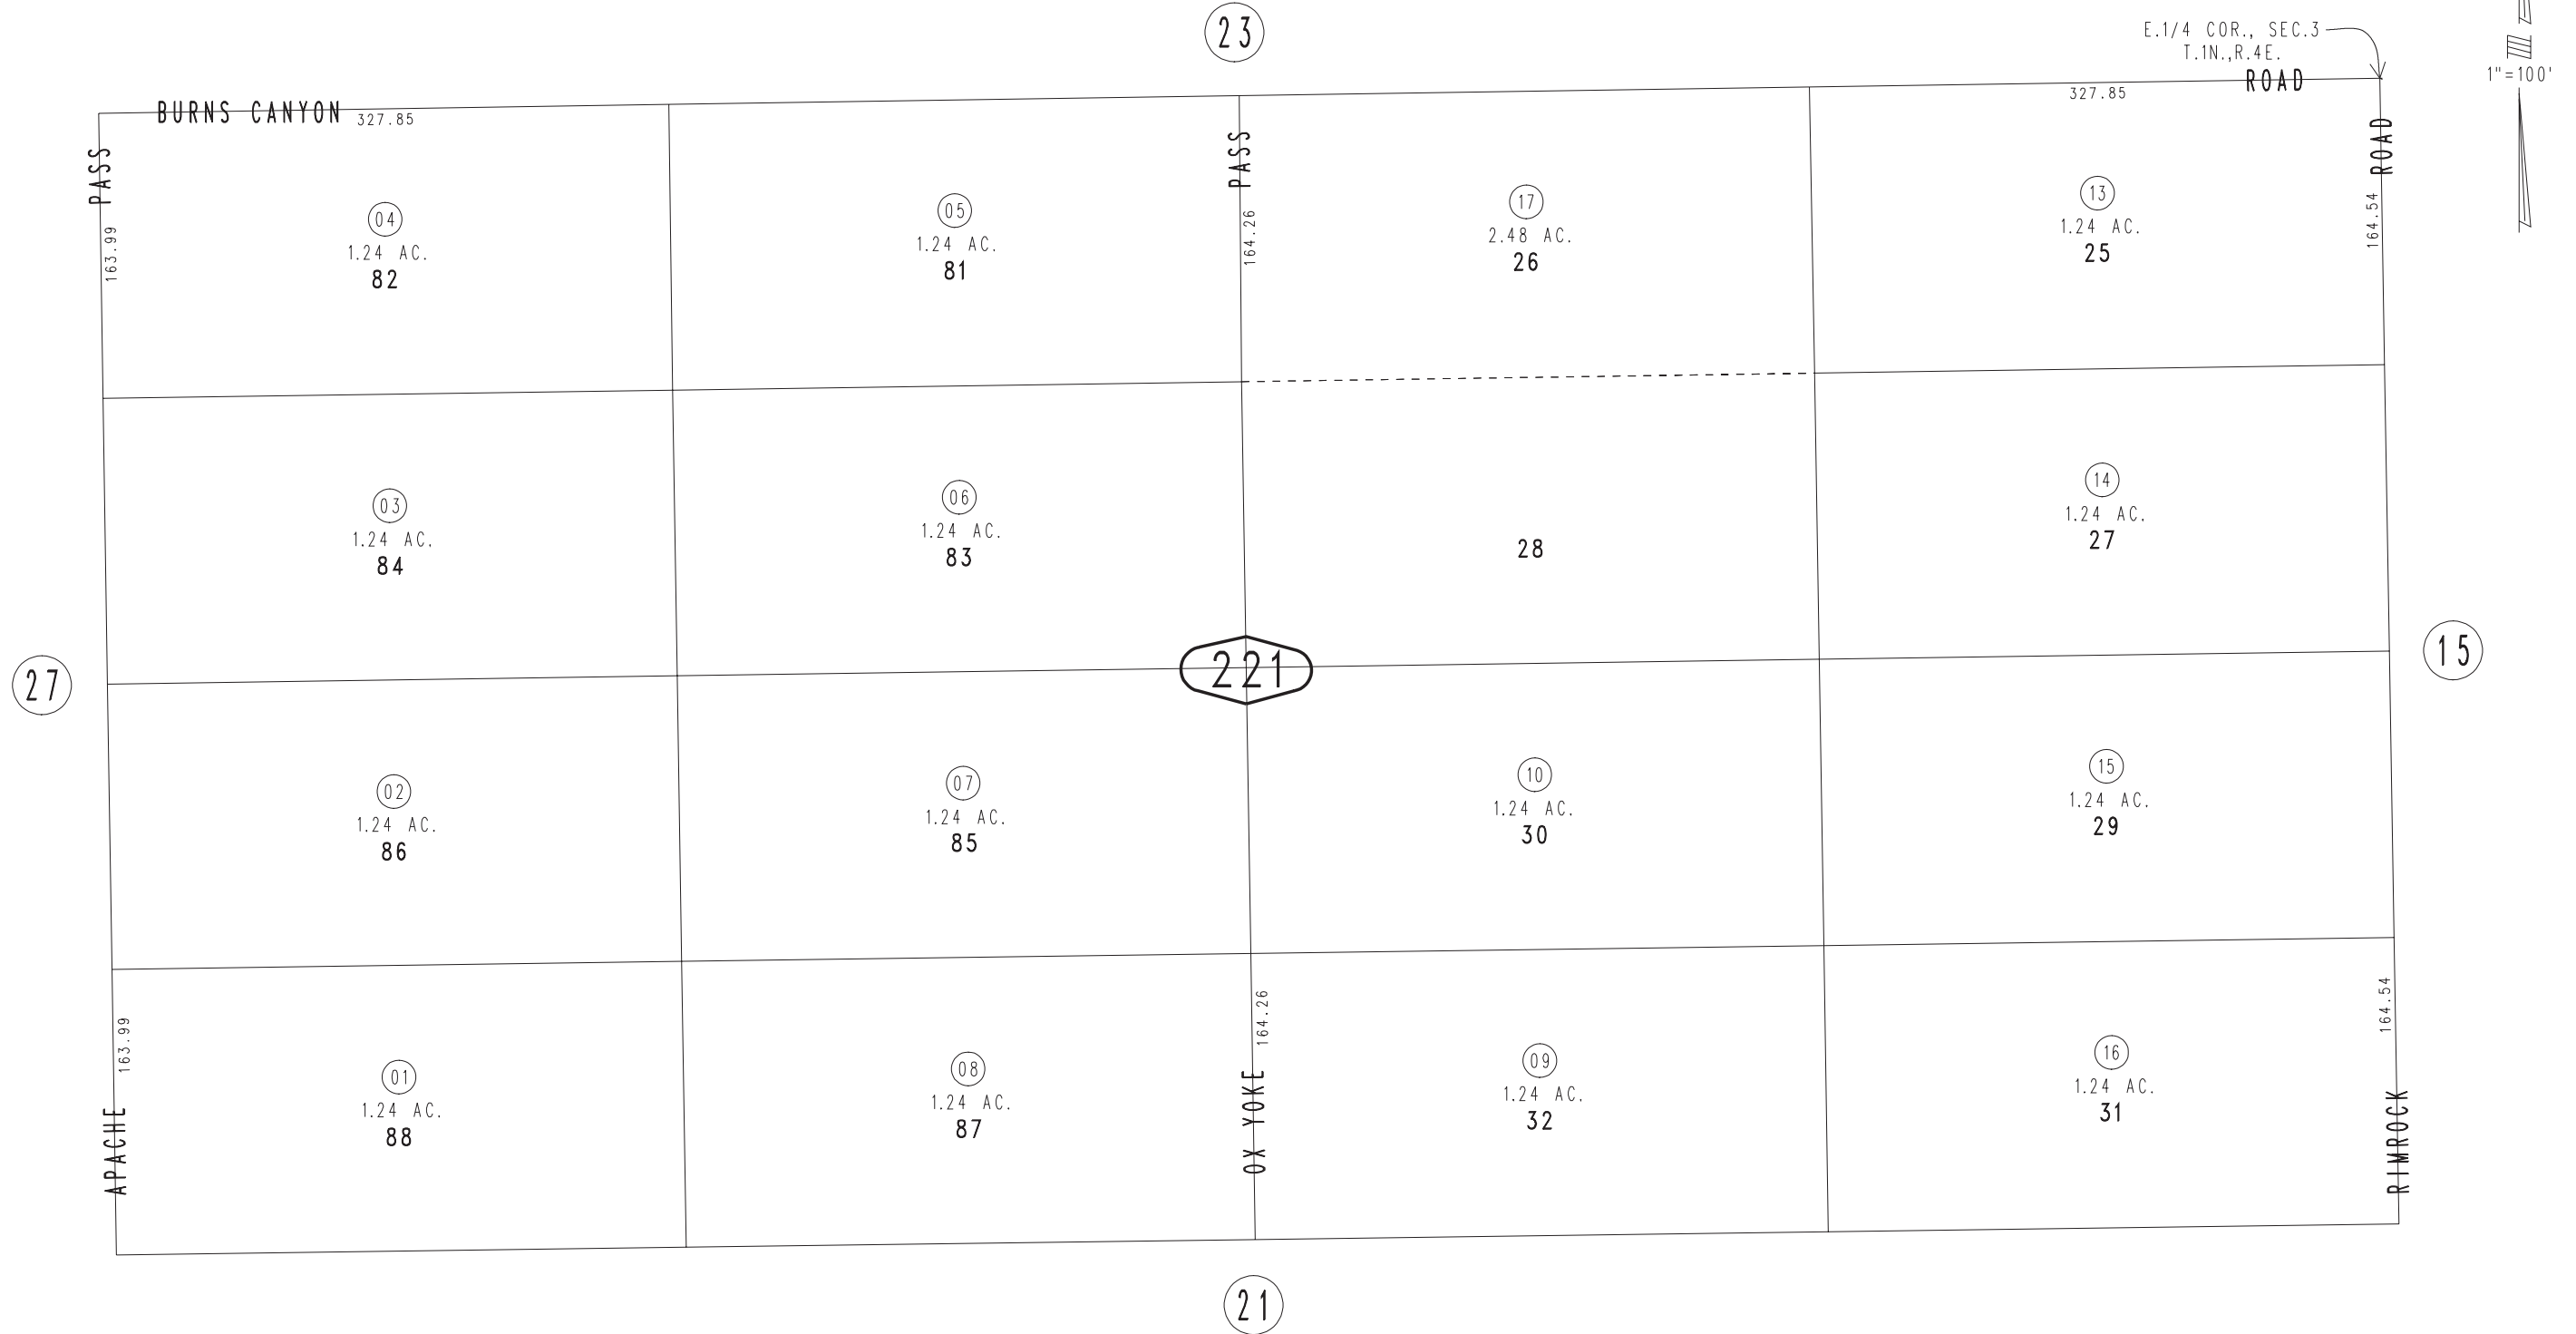 23
E.1/4 COR., SEC.3
T.1N.,R.4E.
1"=100'
BURNS CANYON
327.85
327.85
ROAD
PASS
163.99
PASS
164.26
ROAD
164.54
04
1.24 AC.
82
05
1.24 AC.
81
17
2.48 AC.
26
13
1.24 AC.
25
03
1.24 AC.
84
06
1.24 AC.
83
28
14
1.24 AC.
27
27
221
15
02
1.24 AC.
86
07
1.24 AC.
85
10
1.24 AC.
30
15
1.24 AC.
29
163.99
APACHE
01
1.24 AC.
88
08
1.24 AC.
87
164.26
OX YOKE
09
1.24 AC.
32
16
1.24 AC.
31
164.54
RIMROCK
21